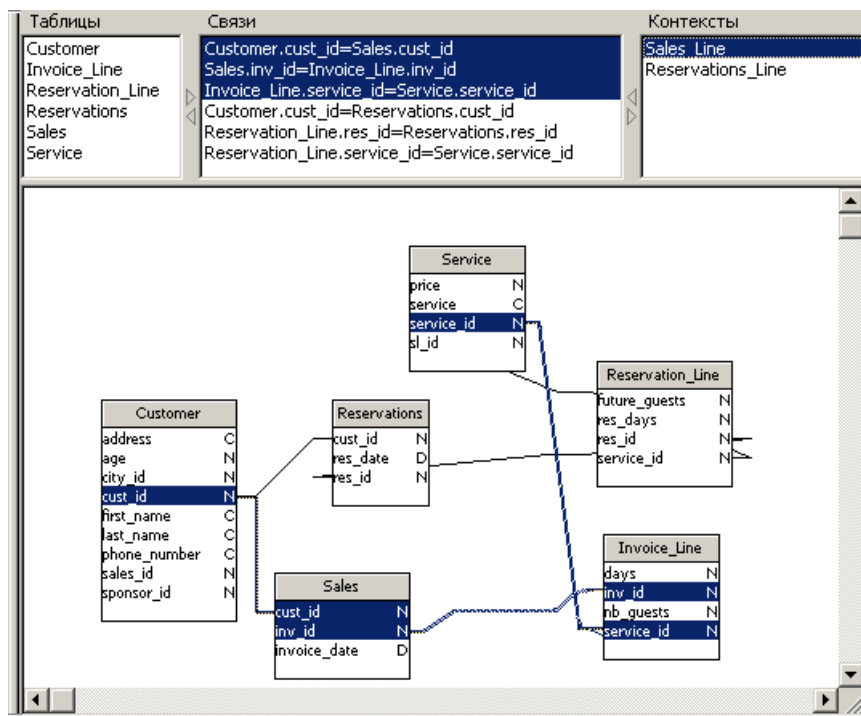 Таблицы
Связи
Контексты
Customer
Invoice_Line
Reservation_Line
Reservations
Sales
Service
Customer.cust_id=Sales.cust_id
Sales.inv_id=Invoice_Line.inv_id
Invoice_Line.service_id=Service.service_id
Customer.cust_id=Reservations.cust_id
Reservation_Line.res_id=Reservations.res_id
Reservation_Line.service_id=Service.service_id
Sales_Line
Reservations_Line
Service
price N
service C
service_id N
sl_id N
Reservation_Line
future_guests N
res_days N
res_id N
service_id N
Customer
address C
age N
city_id N
cust_id N
first_name C
last_name C
phone_number C
sales_id N
sponsor_id N
Reservations
cust_id N
res_date D
res_id N
Invoice_Line
days N
inv_id N
nb_guests N
service_id N
Sales
cust_id N
inv_id N
invoice_date D